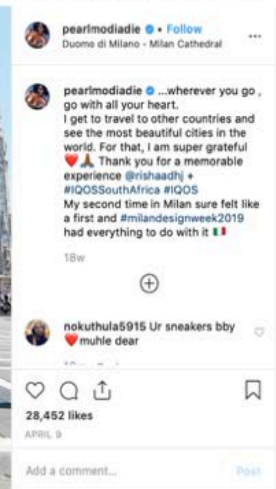 pearlmodiadie • Follow
Duomo di Milano - Milan Cathedral
pearlmodiadie ...wherever you go ,
go with all your heart.
I get to travel to other countries and
see the most beautiful cities in the
world. For that, I am super grateful
❤️🙏🏾 Thank you for a memorable
experience @rishaadhj +
#IQOSSouthAfrica #IQOS
My second time in Milan sure felt like
a first and #milandesignweek2019
had everything to do with it 🇮🇹
18w
nokuthula5915 Ur sneakers bby
❤️muhle dear
28,452 likes
APRIL 9
Add a comment...
Post